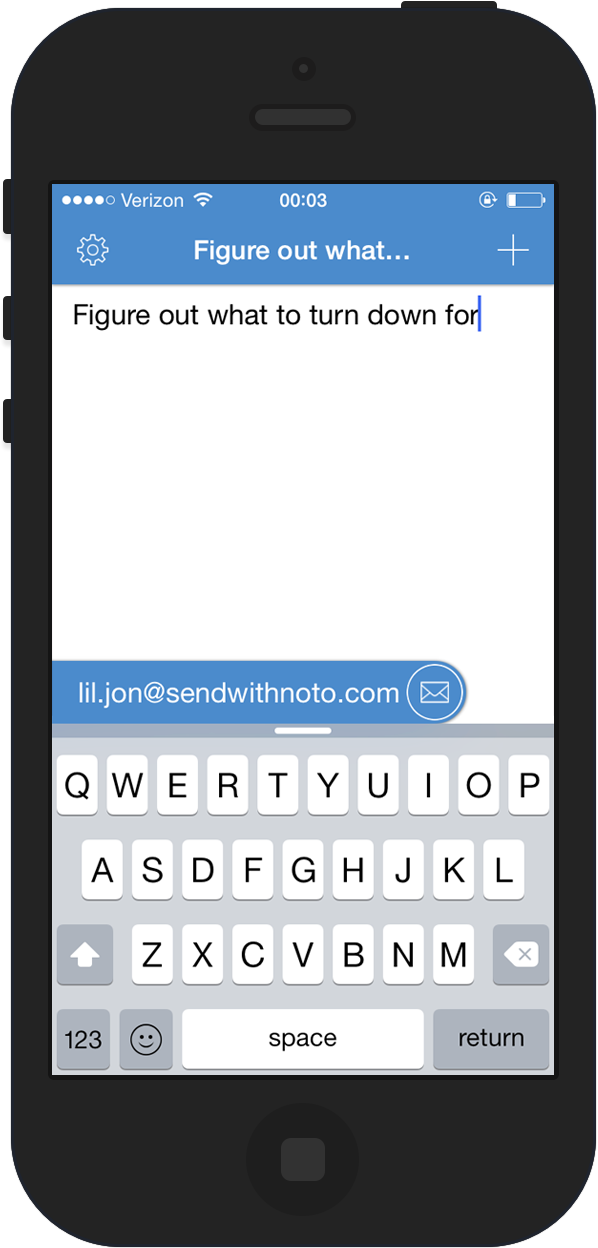 Verizon 00:03
Figure out what...
Figure out what to turn down for
lil.jon@sendwithnoto.com
Q W E R T Y U I O P
A S D F G H J K L
Z X C V B N M
123 space return